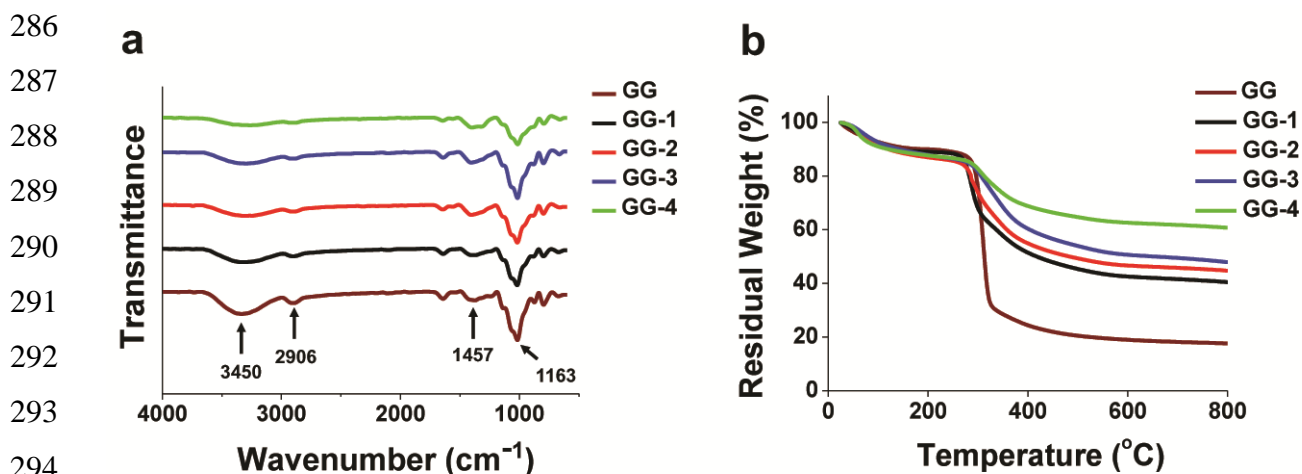 286
287
288
289
290
291
292
293
294
a
Transmittance
GG
GG-1
GG-2
GG-3
GG-4
3450
2906
1457
1163
4000 3000 2000 1000
Wavenumber (cm⁻¹)
b
Residual Weight (%)
100
80
60
40
20
0
GG
GG-1
GG-2
GG-3
GG-4
0 200 400 600 800
Temperature (°C)